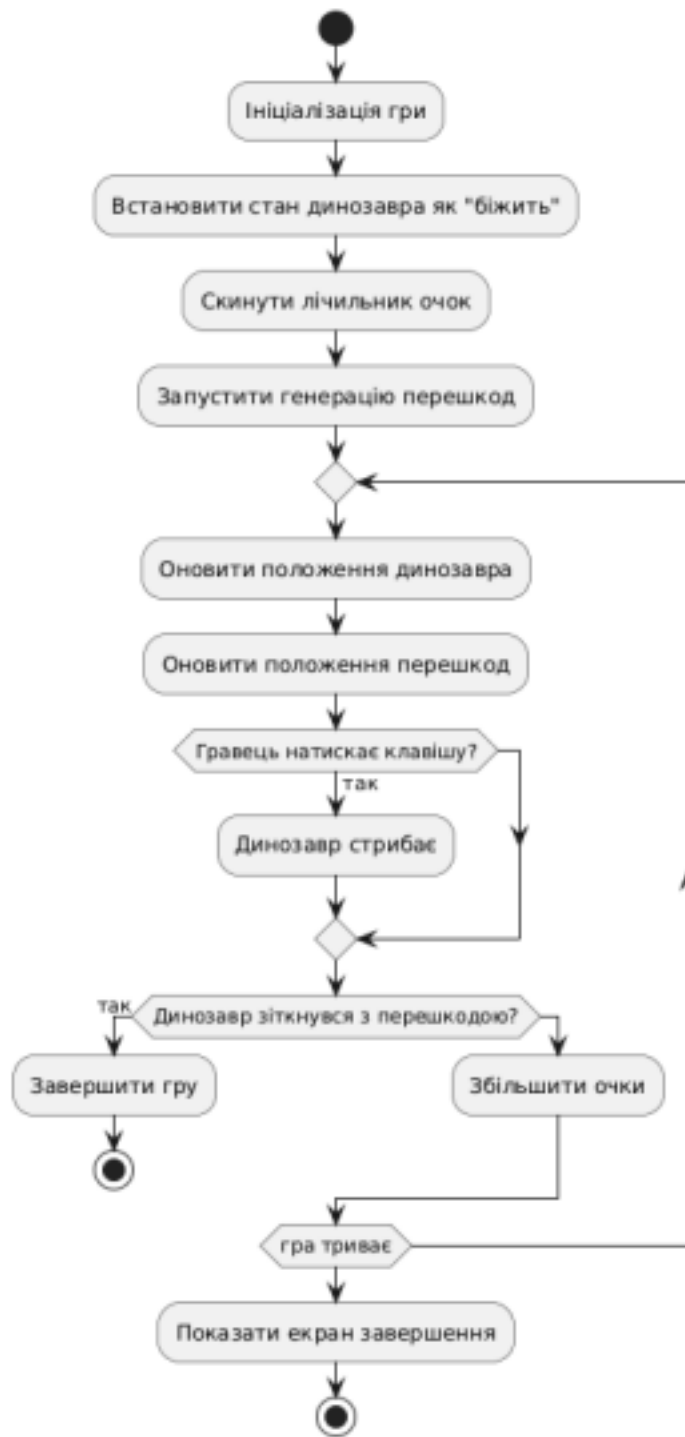 Ініціалізація гри
Встановити стан динозавра як "біжить"
Скинути лічильник очок
Запустити генерацію перешкод
Оновити положення динозавра
Оновити положення перешкод
Гравець натискає клавішу?
так
Динозавр стрибає
так
Динозавр зіткнувся з перешкодою?
Завершити гру
Збільшити очки
гра триває
Показати екран завершення